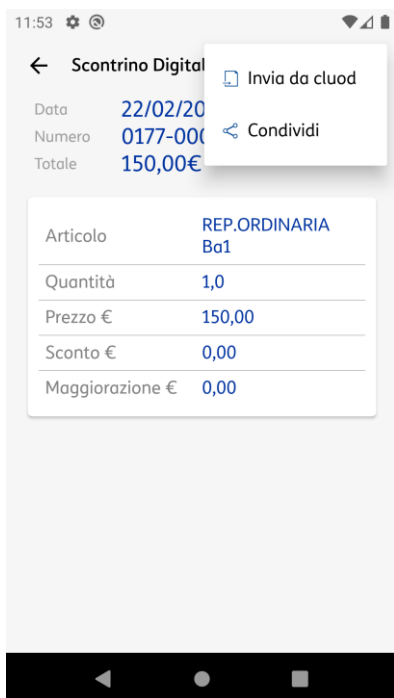 11:53
Scontrino Digital
Invia da cluod
Condividi
Data 22/02/20
Numero 0177-000
Totale 150,00€
Articolo REP.ORDINARIA
Ba1
Quantità 1,0
Prezzo € 150,00
Sconto € 0,00
Maggiorazione € 0,00